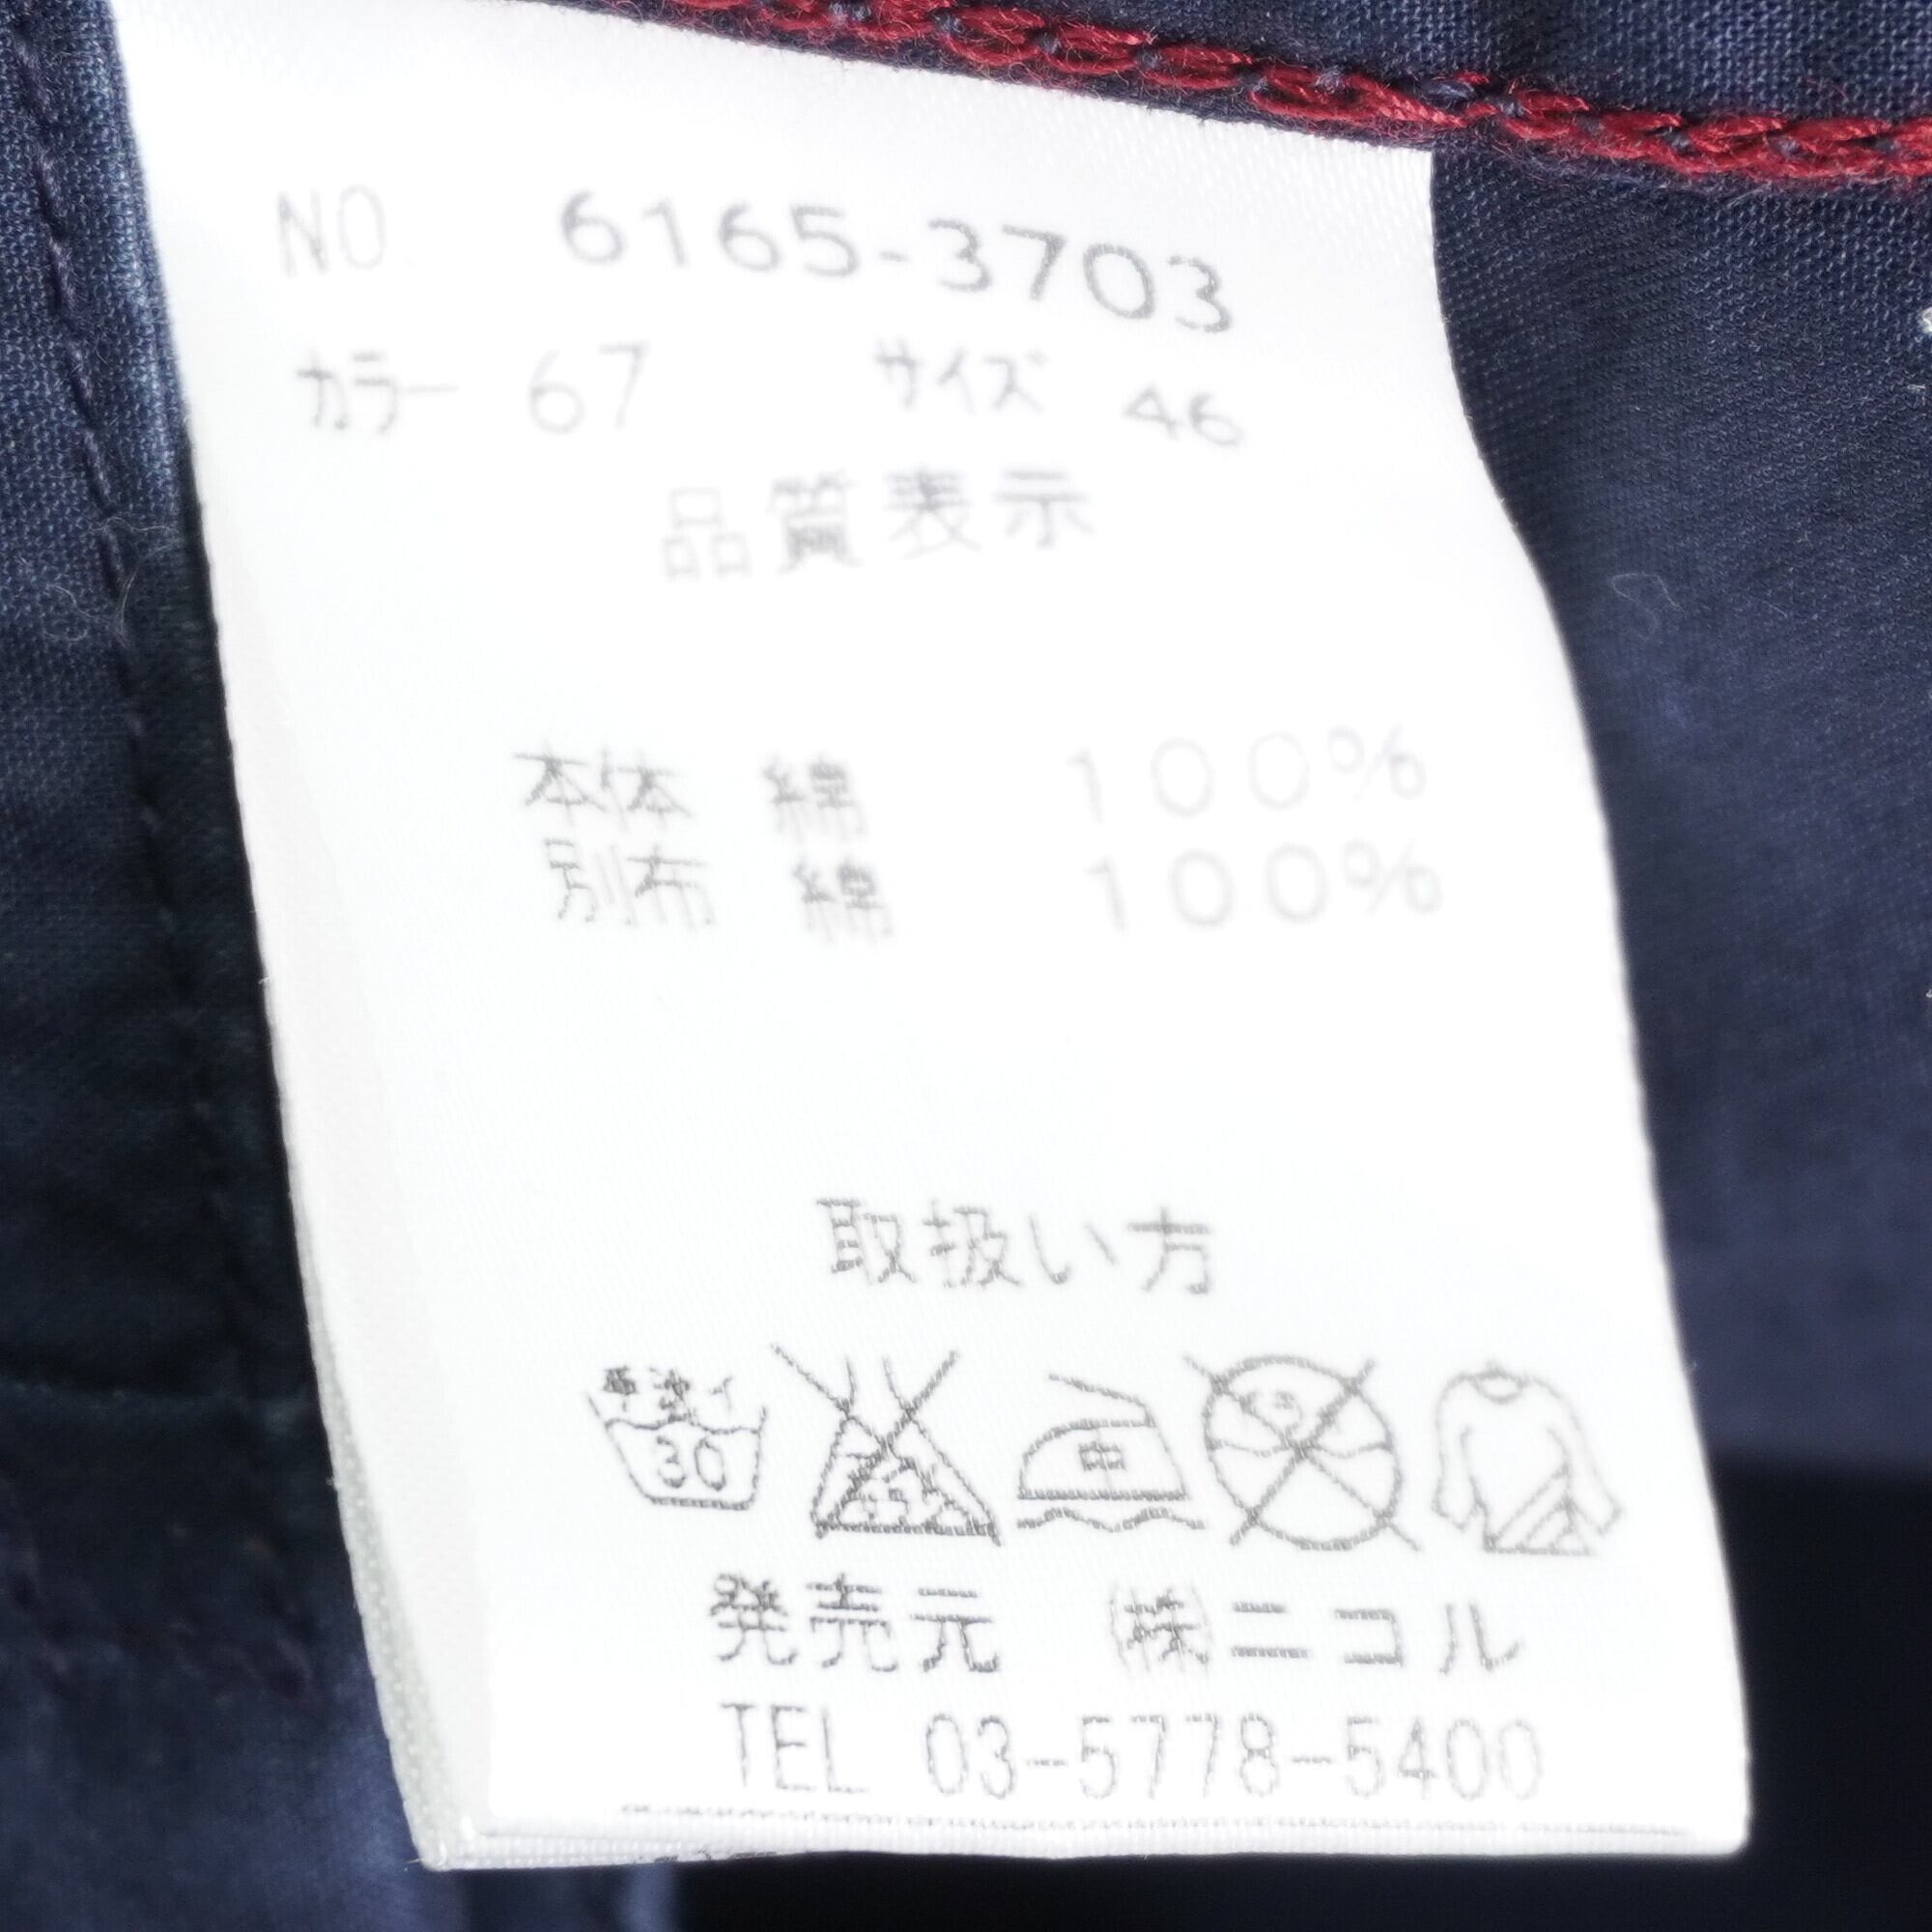 NO. 6165-3703
カラー 67 サイズ 46
品質表示
本体 綿 100%
別布 綿 100%
取扱い方
手洗イ
30
中
発売元 ㈱ニコル
TEL 03-5778-5400